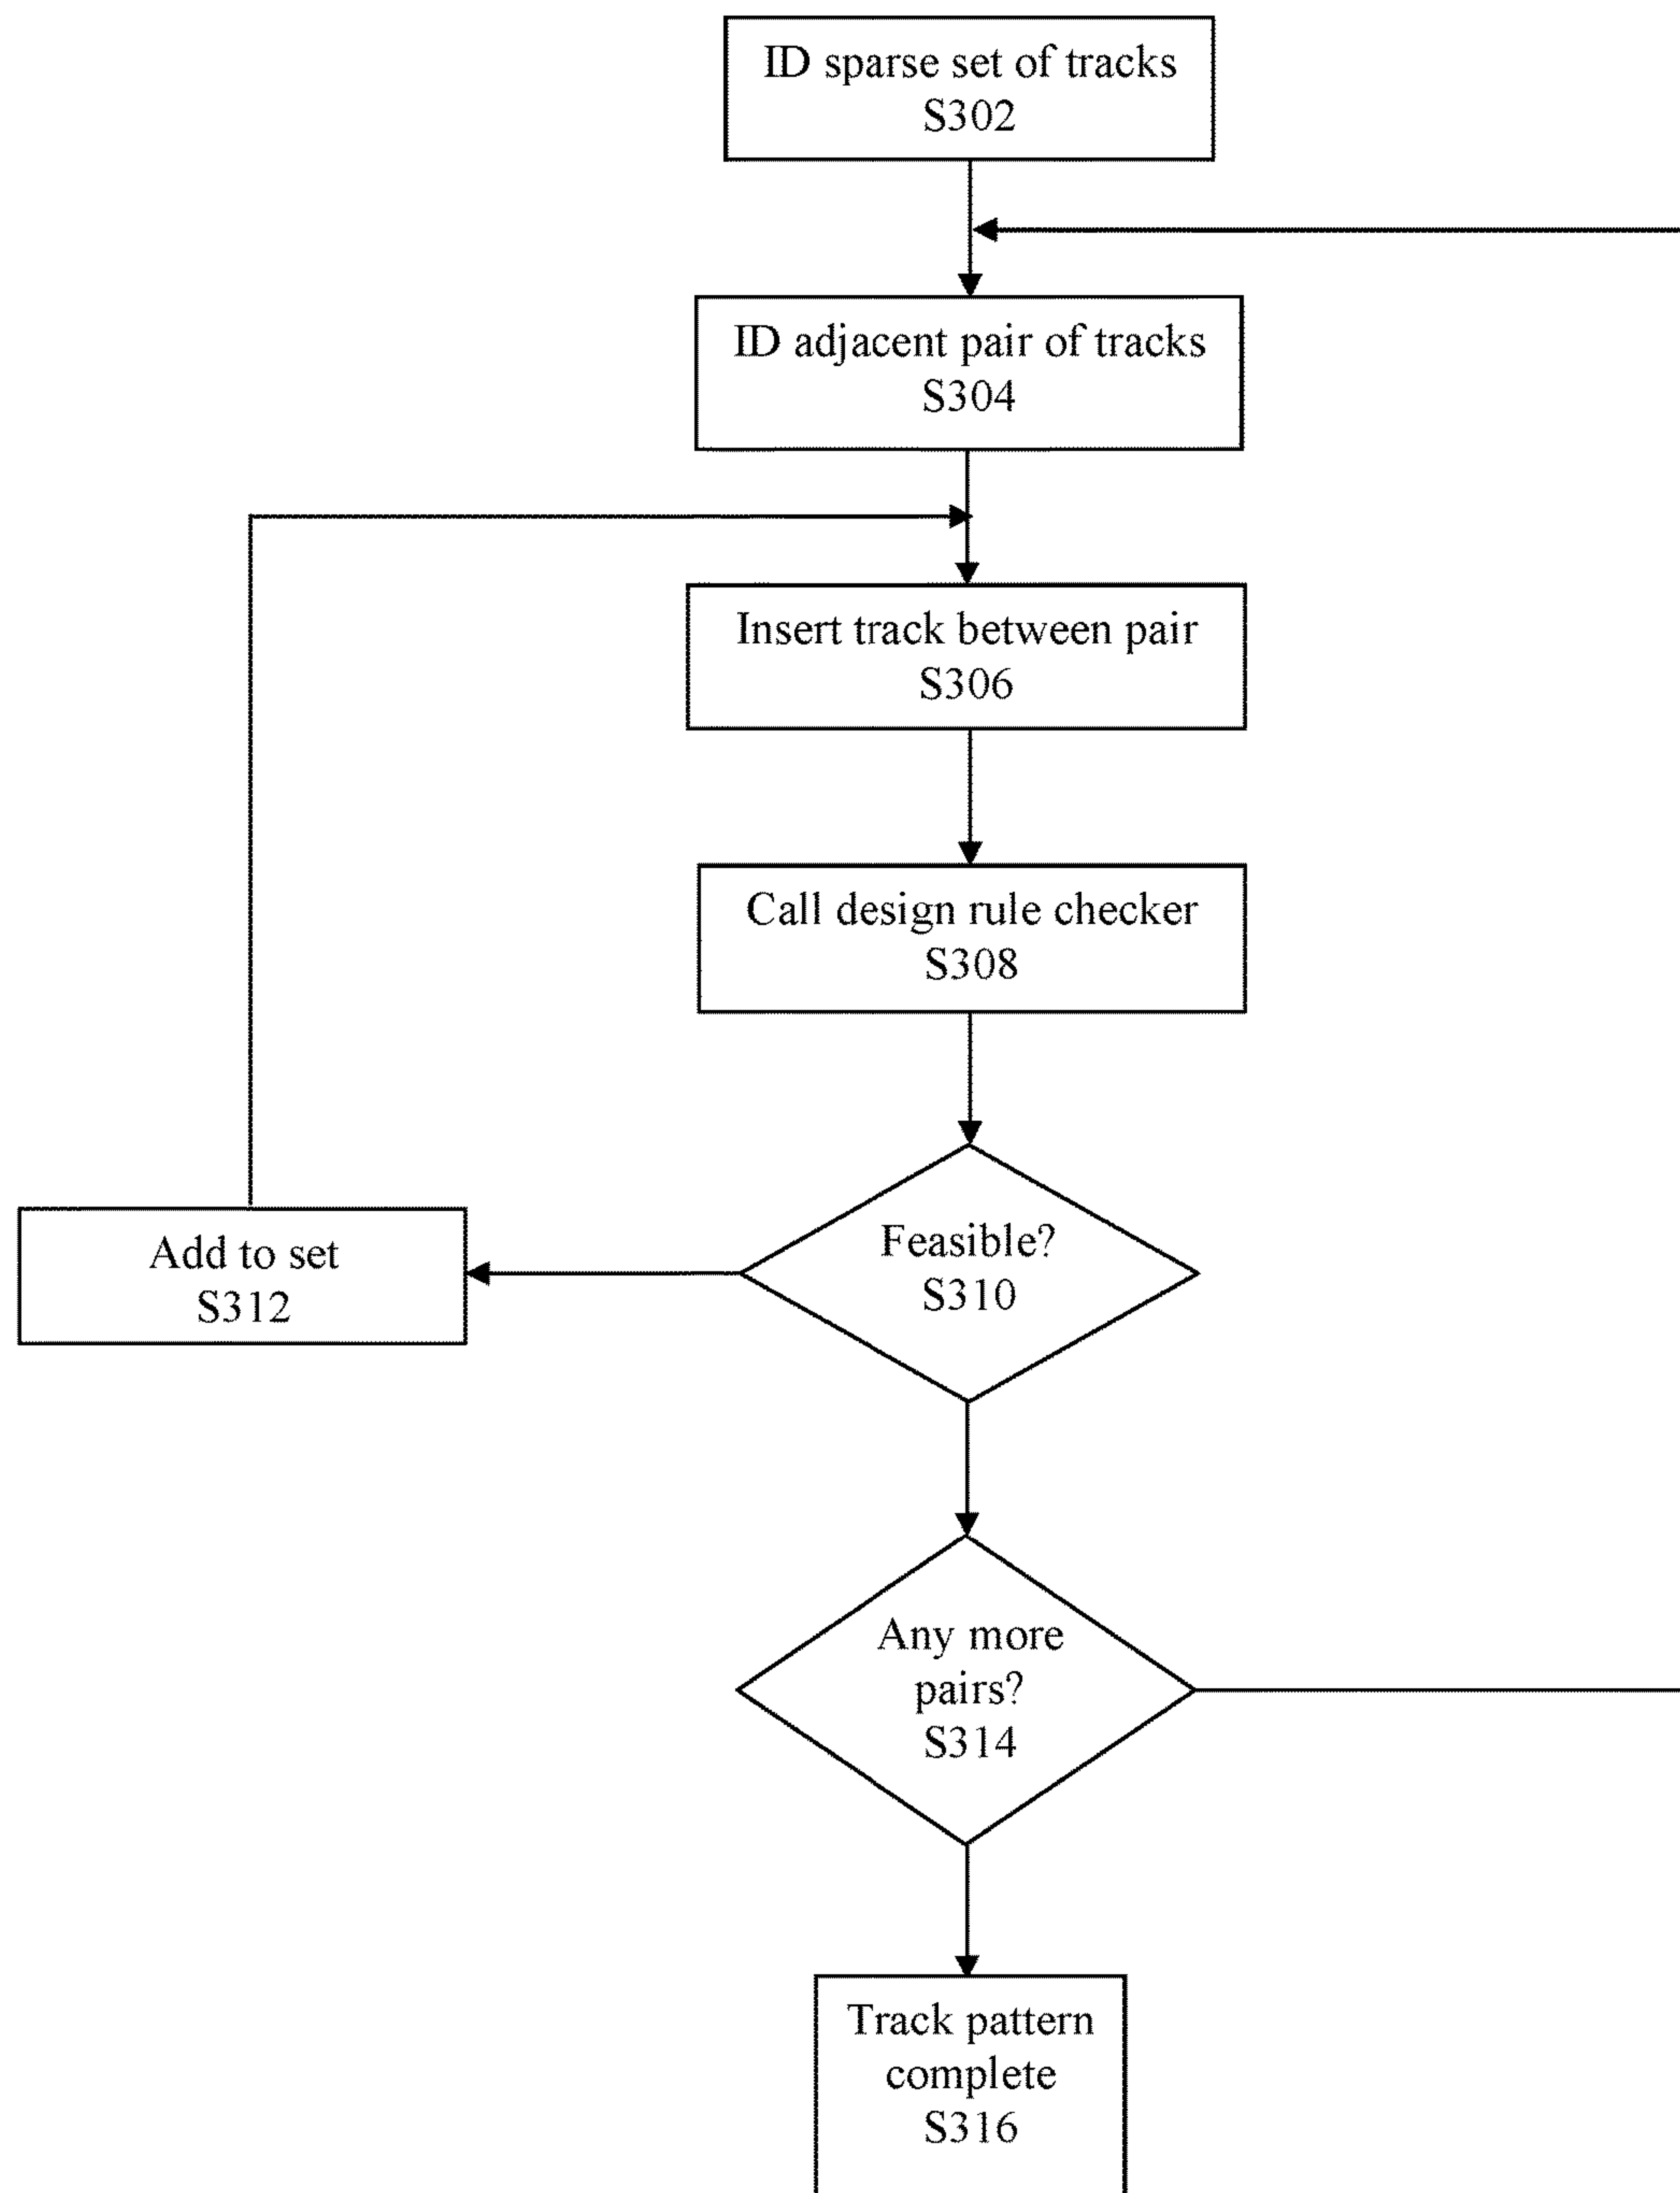 ID sparse set of tracks
S302
ID adjacent pair of tracks
S304
Insert track between pair
S306
Call design rule checker
S308
Feasible?
S310
Add to set
S312
Any more
pairs?
S314
Track pattern
complete
S316